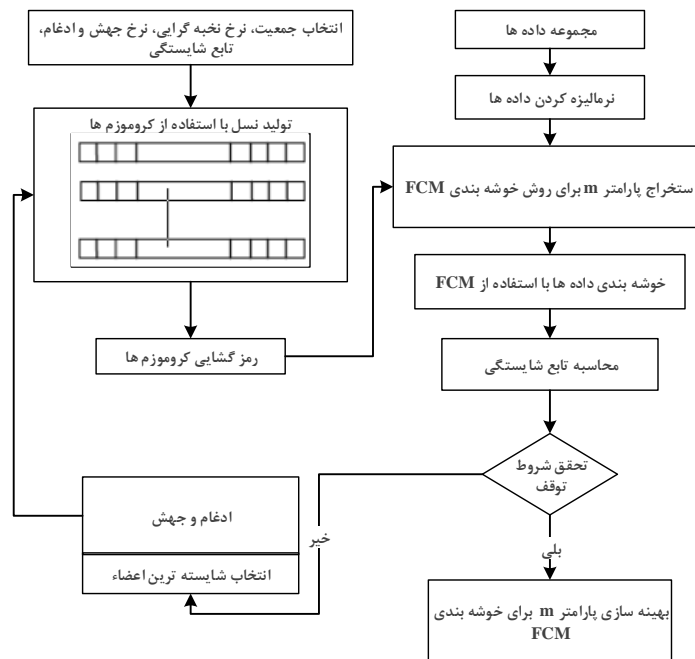 انتخاب جمعیت، نرخ نخبه گرایی، نرخ جهش و ادغام،
تابع شایستگی
تولید نسل با استفاده از کروموزم ها
رمز گشایی کروموزم ها
مجموعه داده ها
نرمالیزه کردن داده ها
ستخراج پارامتر m برای روش خوشه بندی FCM
خوشه بندی داده ها با استفاده از FCM
محاسبه تابع شایستگی
تحقق شروط
توقف
خیر
بلی
ادغام و جهش
انتخاب شایسته ترین اعضاء
بهینه سازی پارامتر m برای خوشه بندی
FCM